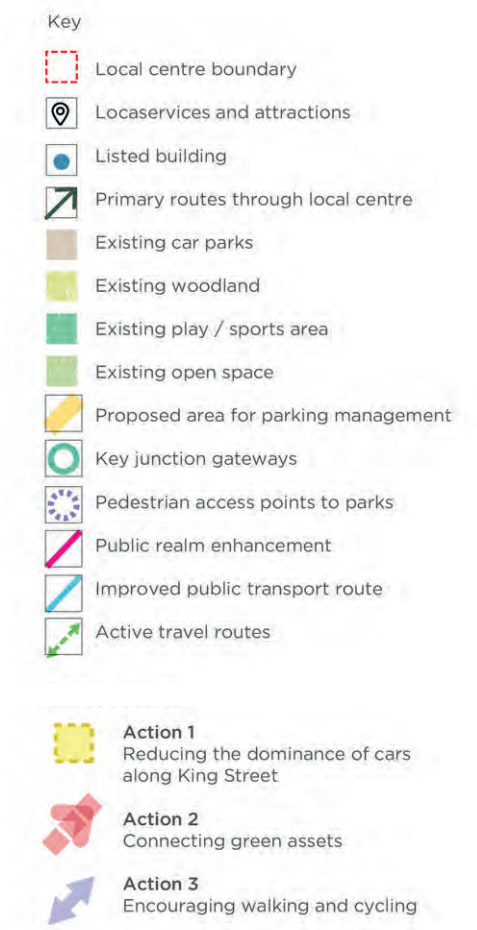 Key
Local centre boundary
Locaservices and attractions
Listed building
Primary routes through local centre
Existing car parks
Existing woodland
Existing play / sports area
Existing open space
Proposed area for parking management
Key junction gateways
Pedestrian access points to parks
Public realm enhancement
Improved public transport route
Active travel routes
Action 1
Reducing the dominance of cars
along King Street
Action 2
Connecting green assets
Action 3
Encouraging walking and cycling